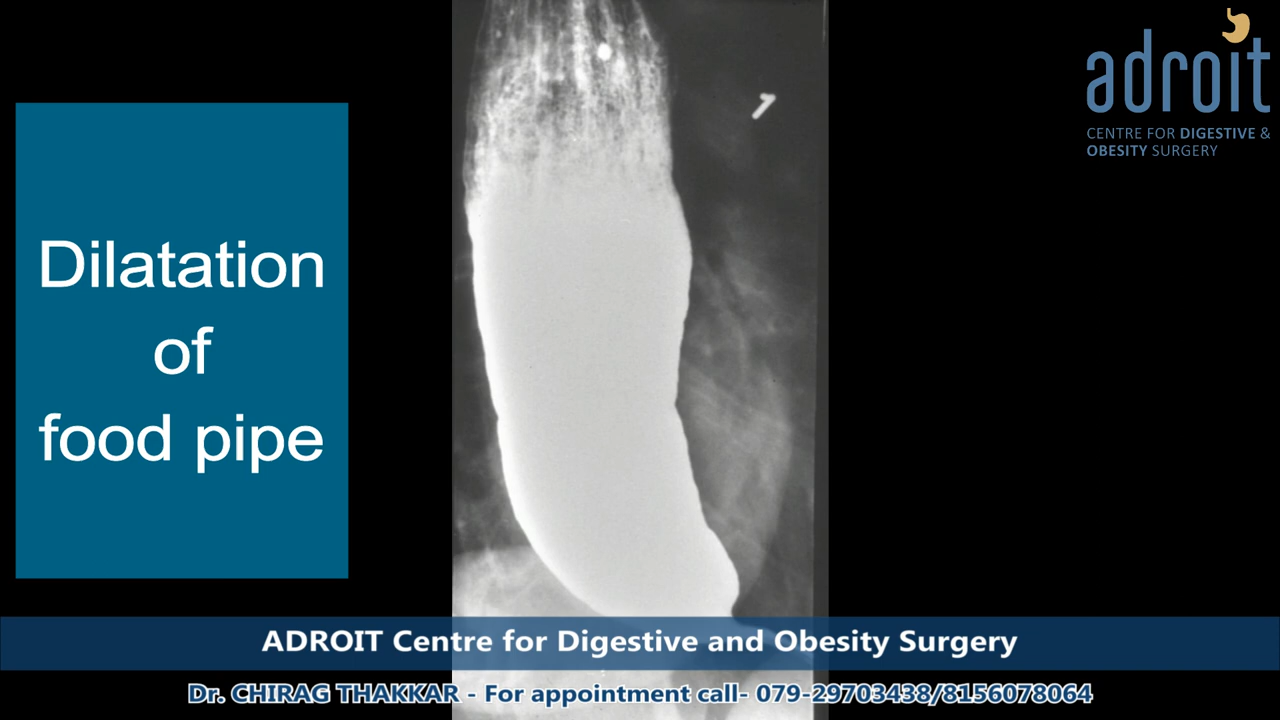 Dilatation
of
food pipe
adroit
CENTRE FOR DIGESTIVE &
OBESITY SURGERY
1
ADROIT Centre for Digestive and Obesity Surgery
Dr. CHIRAG THAKKAR - For appointment call- 079-29703438/8156078064